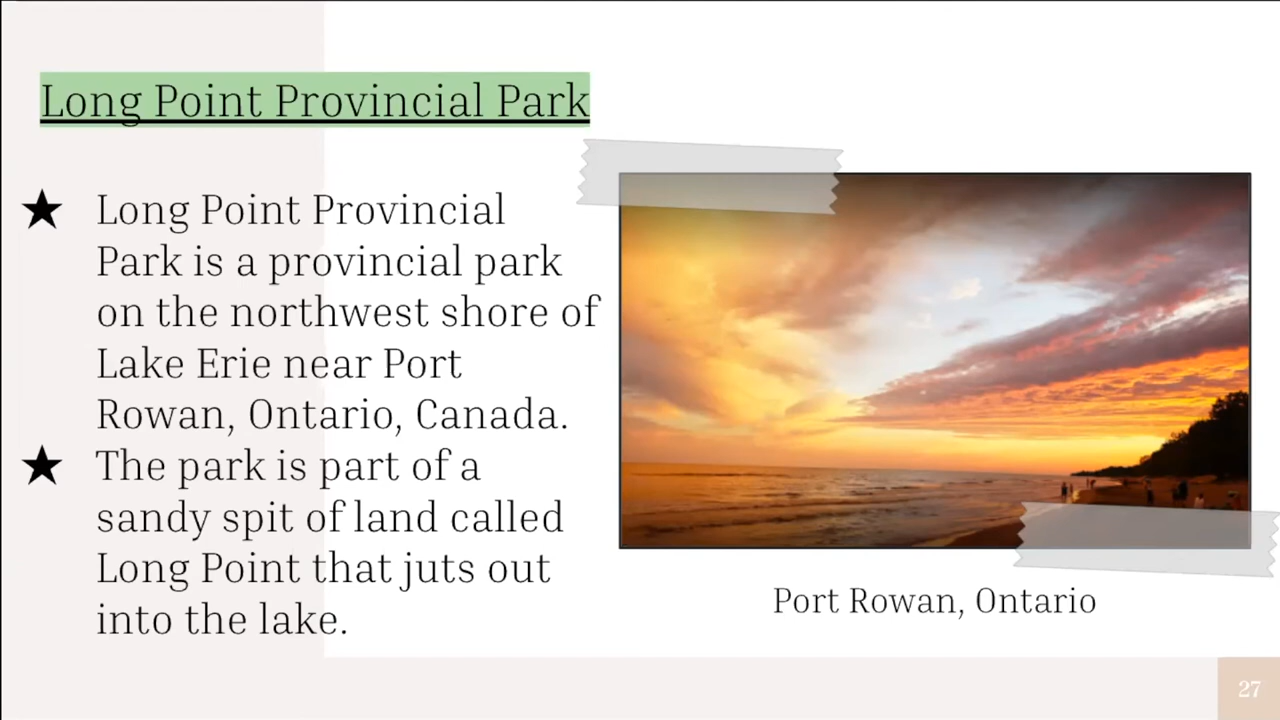 Long Point Provincial Park
★ Long Point Provincial
Park is a provincial park
on the northwest shore of
Lake Erie near Port
Rowan, Ontario, Canada.
★ The park is part of a
sandy spit of land called
Long Point that juts out
into the lake.
Port Rowan, Ontario
27